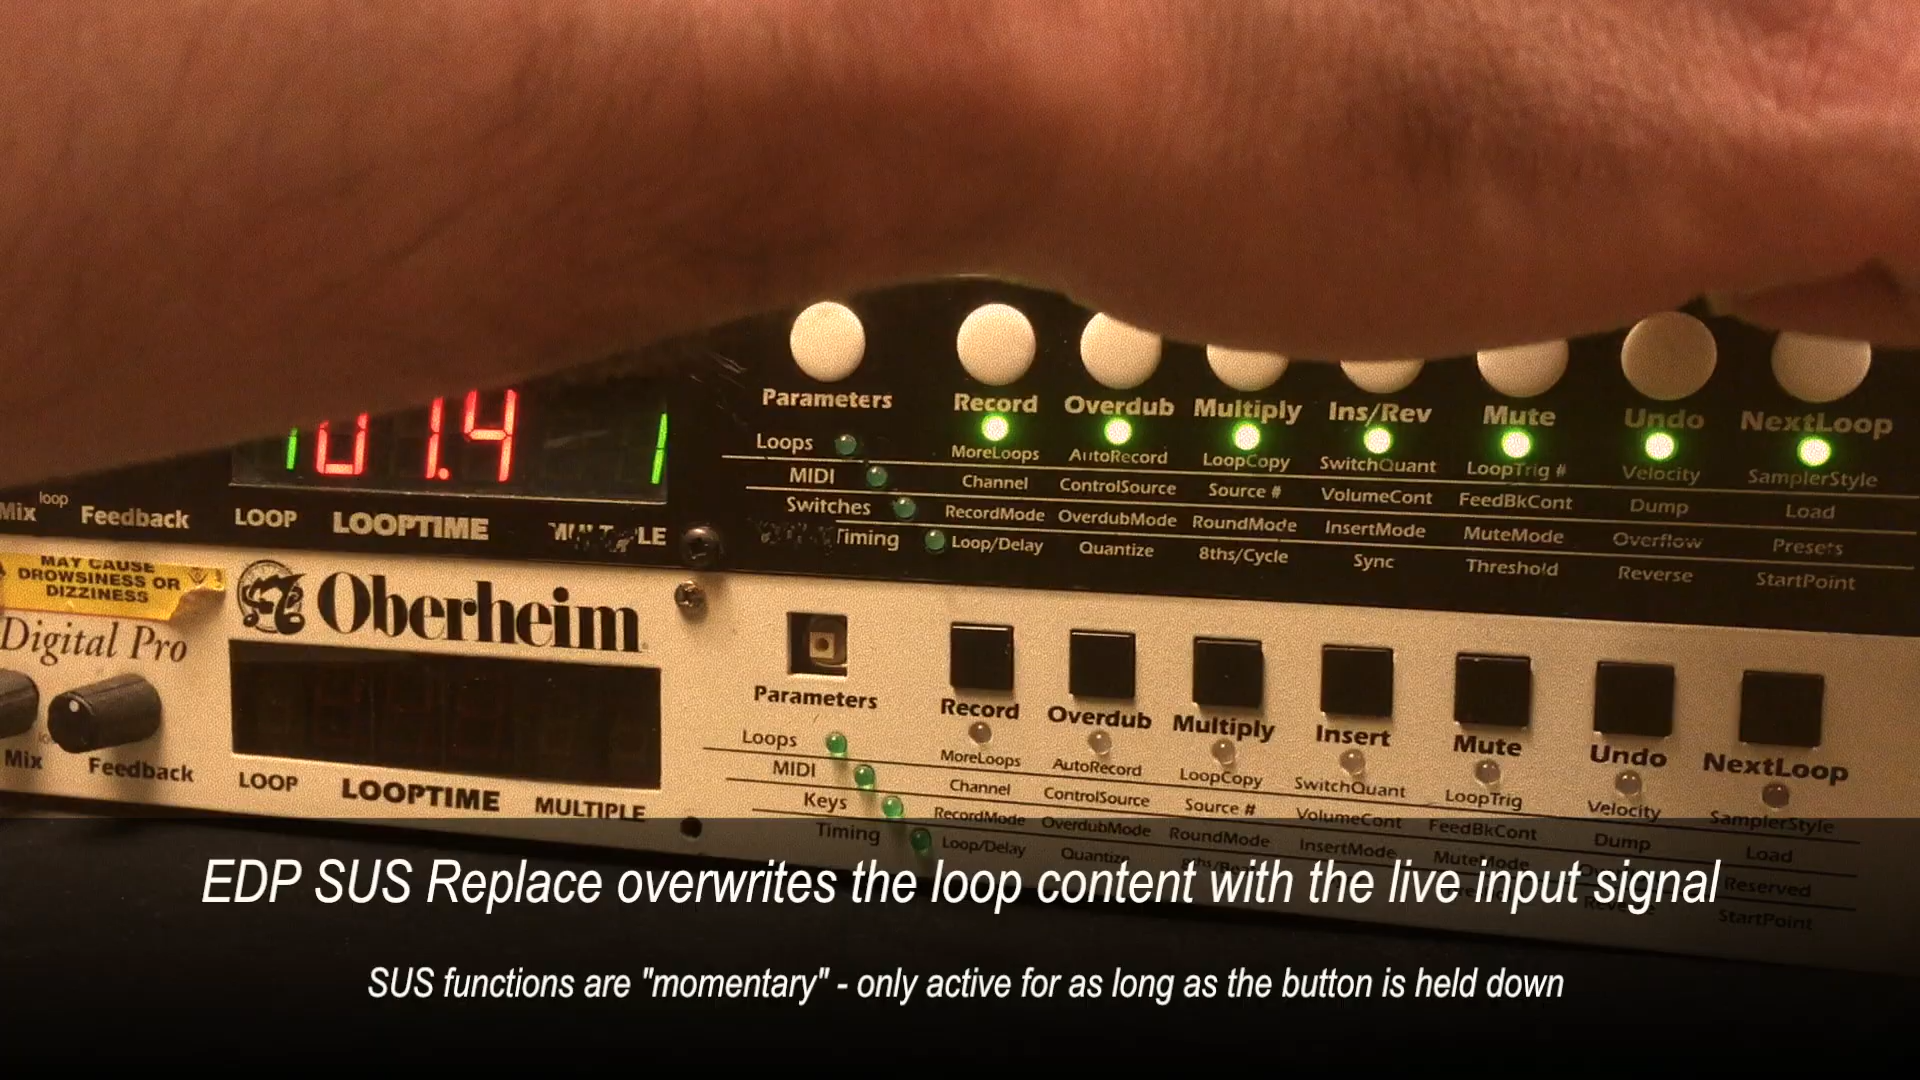 01.4 1
Parameters Record Overdub Multiply Ins/Rev Mute Undo NextLoop
Loops MoreLoops AutoRecord LoopCopy SwitchQuant LoopTrig # Velocity SamplerStyle
MIDI Channel ControlSource Source # VolumeCont FeedBkCont Dump Load
Switches RecordMode OverdubMode RoundMode InsertMode MuteMode Overflow Presets
Timing Loop/Delay Quantize 8ths/Cycle Sync Threshold Reverse StartPoint
Mix loop Feedback LOOP LOOPTIME
MAY CAUSE
DROWSINESS OR
DIZZINESS
Oberheim
Digital Pro
Mix Feedback LOOP LOOPTIME MULTIPLE
Parameters Record Overdub Multiply Insert Mute Undo NextLoop
Loops MoreLoops AutoRecord LoopCopy SwitchQuant LoopTrig Velocity SamplerStyle
MIDI Channel ControlSource Source # VolumeCont FeedBkCont Dump Load
Keys RecordMode OverdubMode RoundMode InsertMode MuteMode Reserved
Timing Loop/Delay Quantize StartPoint
EDP SUS Replace overwrites the loop content with the live input signal
SUS functions are "momentary" - only active for as long as the button is held down